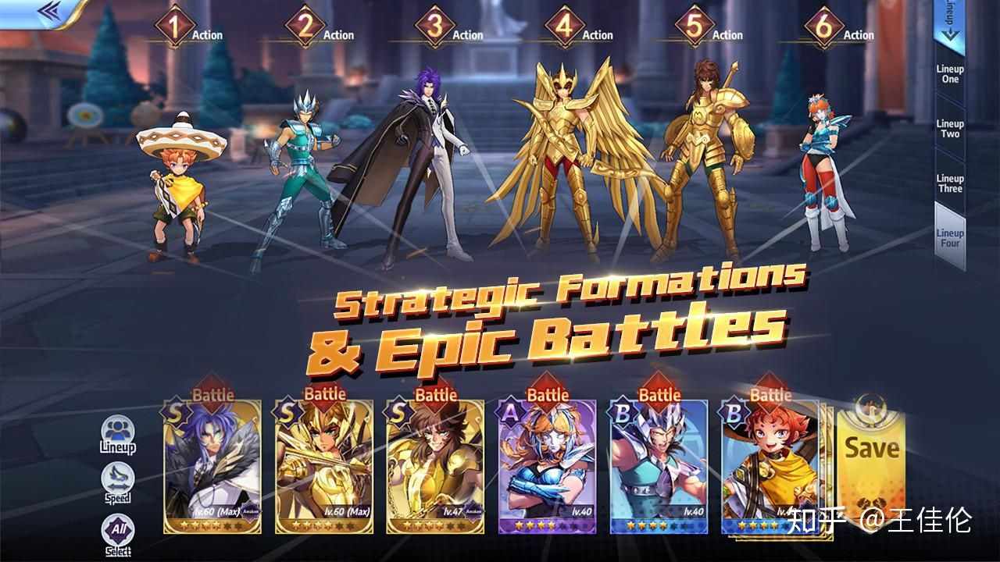 1 Action
2 Action
3 Action
4 Action
5 Action
6 Action
Lineup
Lineup
One
Lineup
Two
Lineup
Three
Lineup
Four
Strategic Formations
& Epic Battles
Battle
Battle
Battle
Battle
Battle
Battle
S
S
S
A
B
B
Lineup
Speed
All
Select
Save
lv.60 (Max) Awaken
lv.60 (Max)
lv.47 Awaken
lv.40
lv.40
知乎 @王佳伦